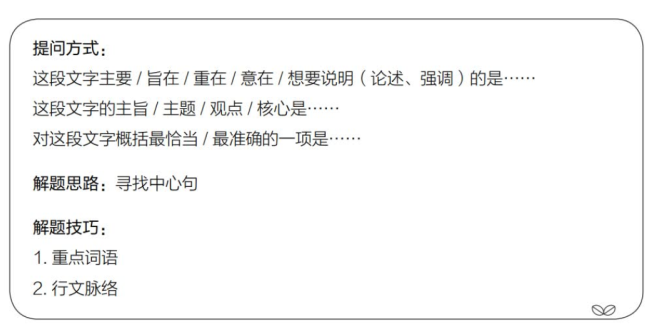 提问方式：
这段文字主要 / 旨在 / 重在 / 意在 / 想要说明（论述、强调）的是……
这段文字的主旨 / 主题 / 观点 / 核心是……
对这段文字概括最恰当 / 最准确的一项是……
解题思路：寻找中心句
解题技巧：
1. 重点词语
2. 行文脉络